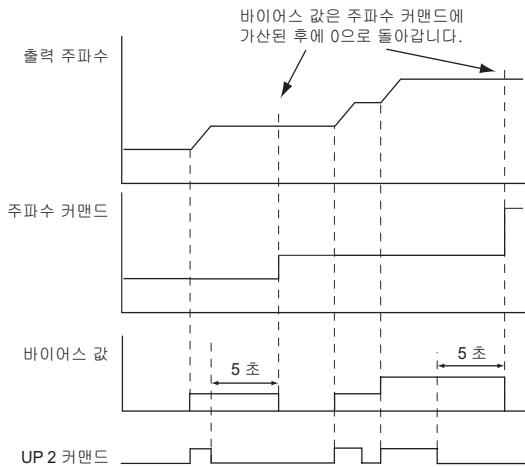 바이어스 값은 주파수 커맨드에
가산된 후에 0으로 돌아갑니다.
출력 주파수
주파수 커맨드
바이어스 값
5 초
5 초
UP 2 커맨드